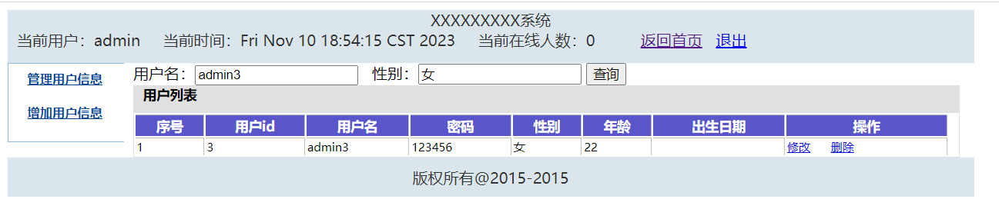 XXXXXXXXX系统
当前用户：admin 当前时间：Fri Nov 10 18:54:15 CST 2023 当前在线人数：0 返回首页 退出
管理用户信息
增加用户信息
用户名：admin3 性别：女 查询
用户列表
序号 用户id 用户名 密码 性别 年龄 出生日期 操作
1 3 admin3 123456 女 22 修改 删除
版权所有@2015-2015